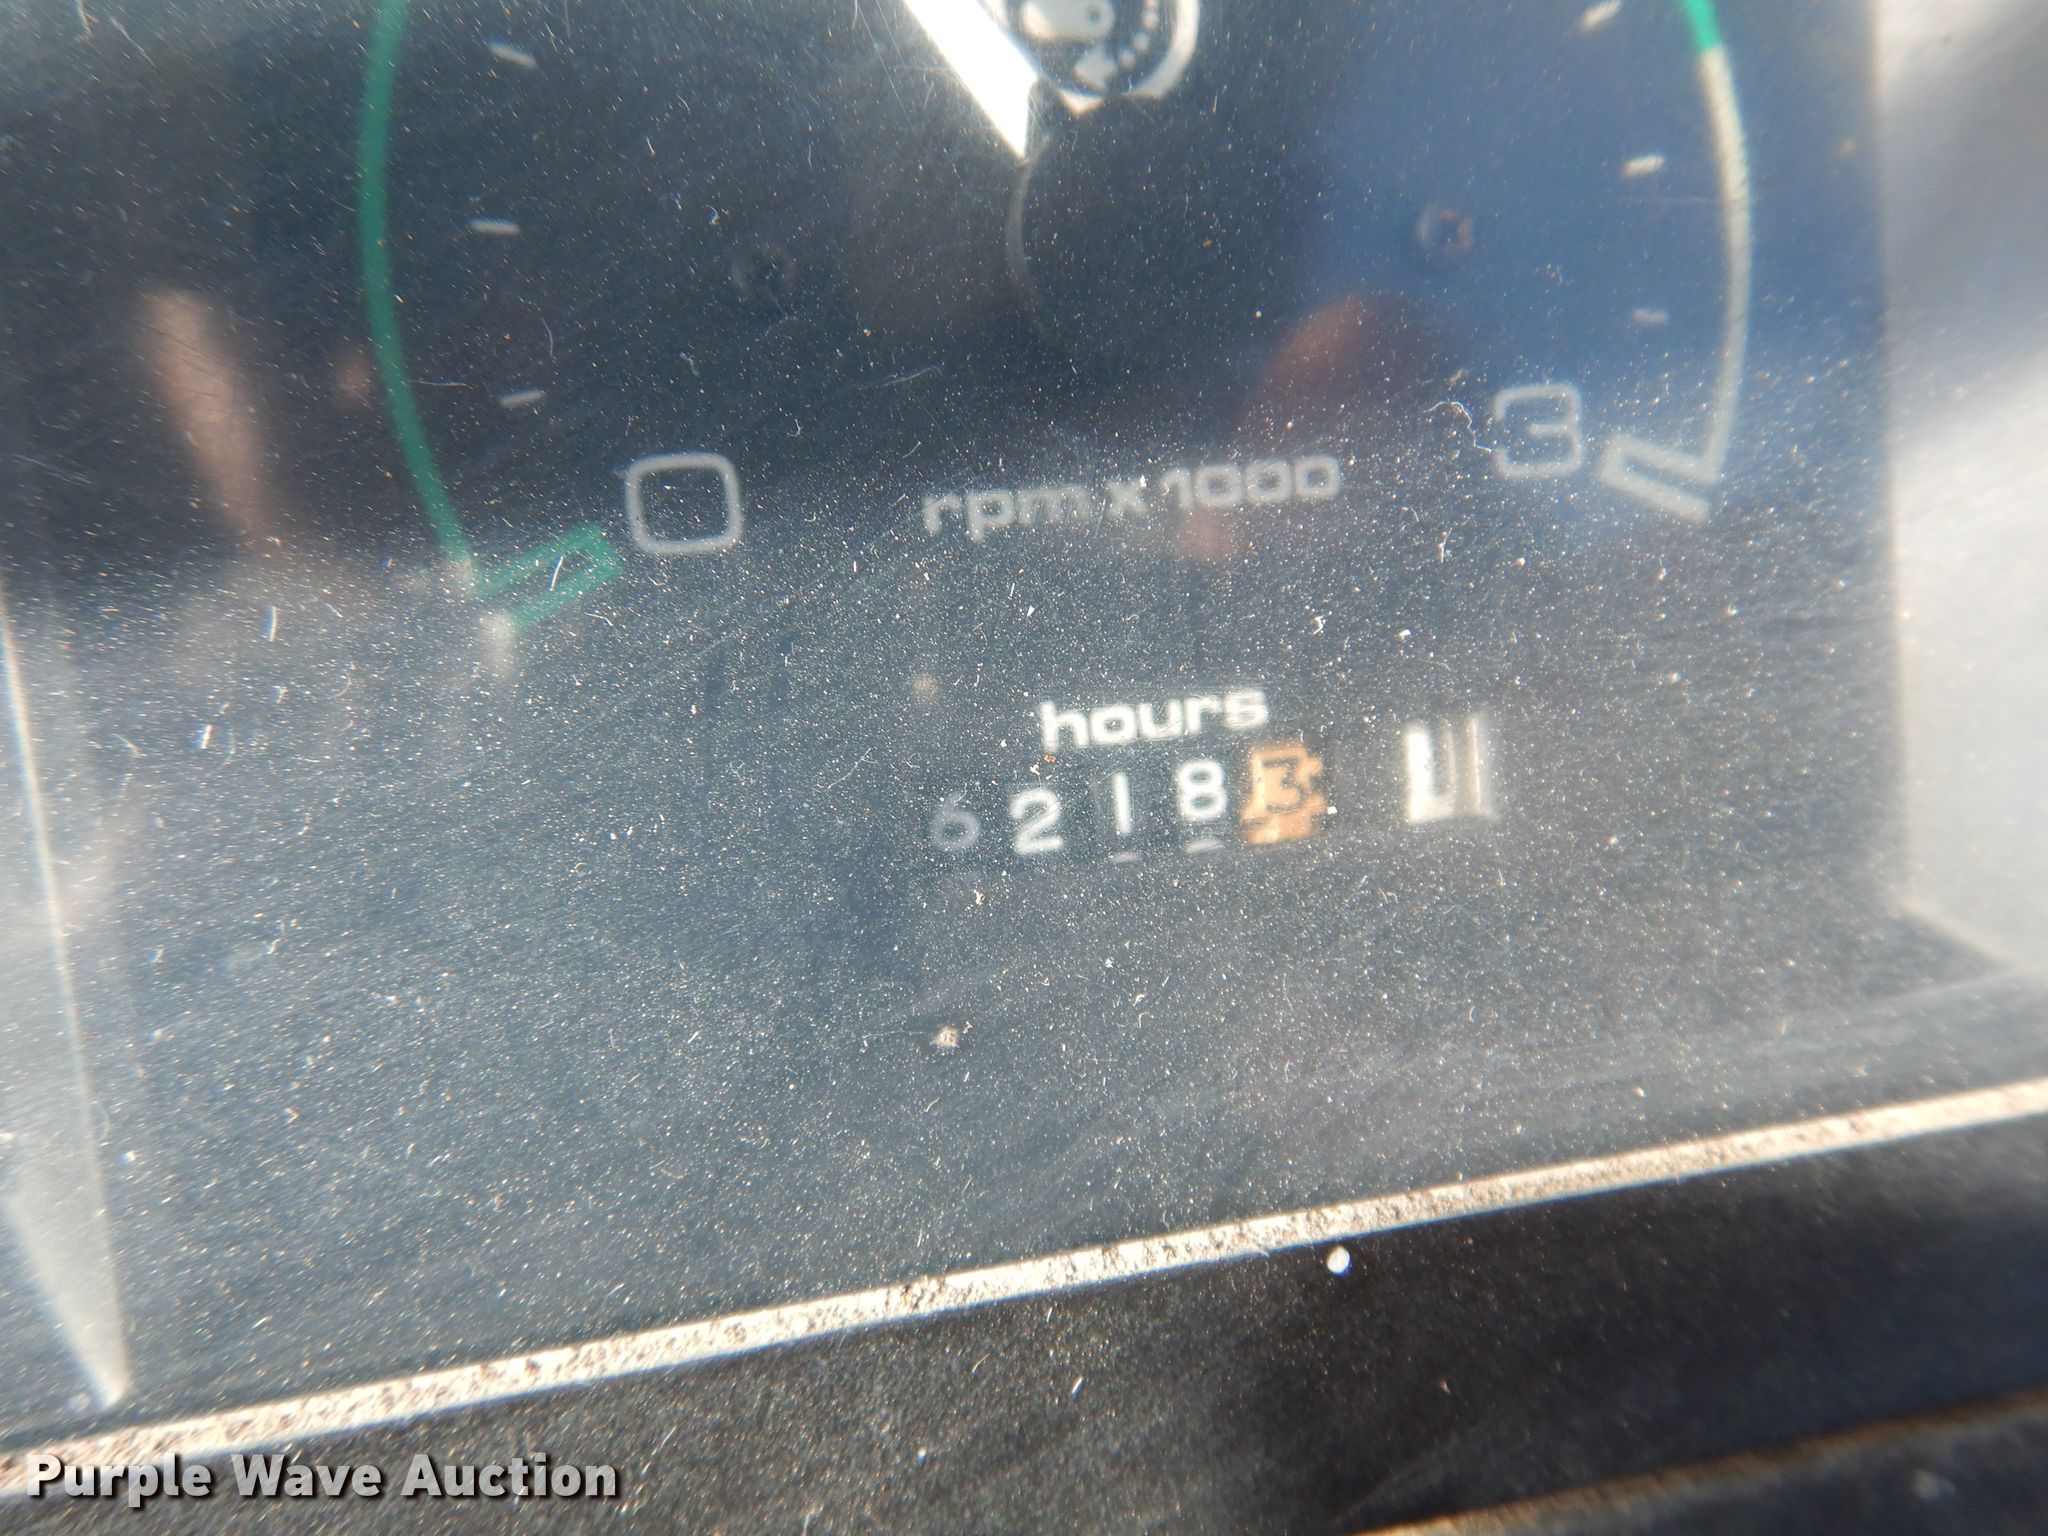 0 rpm x 1000 3
hours
62183
Purple Wave Auction